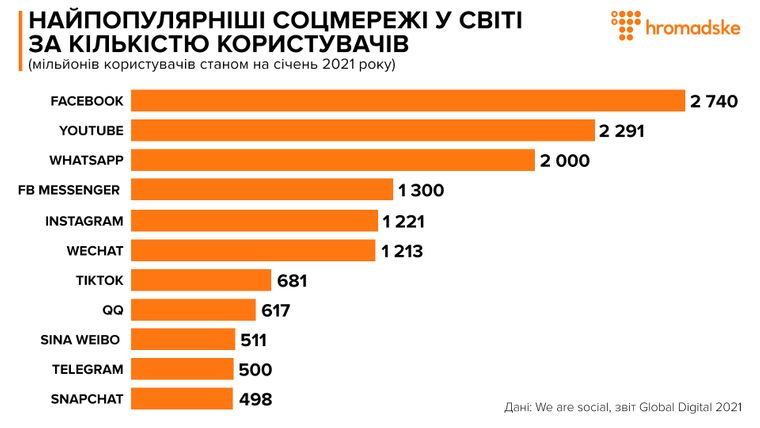 НАЙПОПУЛЯРНІШІ СОЦМЕРЕЖІ У СВІТІ
ЗА КІЛЬКІСТЮ КОРИСТУВАЧІВ
(мільйонів користувачів станом на січень 2021 року)
hromadske
FACEBOOK 2 740
YOUTUBE 2 291
WHATSAPP 2 000
FB MESSENGER 1 300
INSTAGRAM 1 221
WECHAT 1 213
TIKTOK 681
QQ 617
SINA WEIBO 511
TELEGRAM 500
SNAPCHAT 498
Дані: We are social, звіт Global Digital 2021